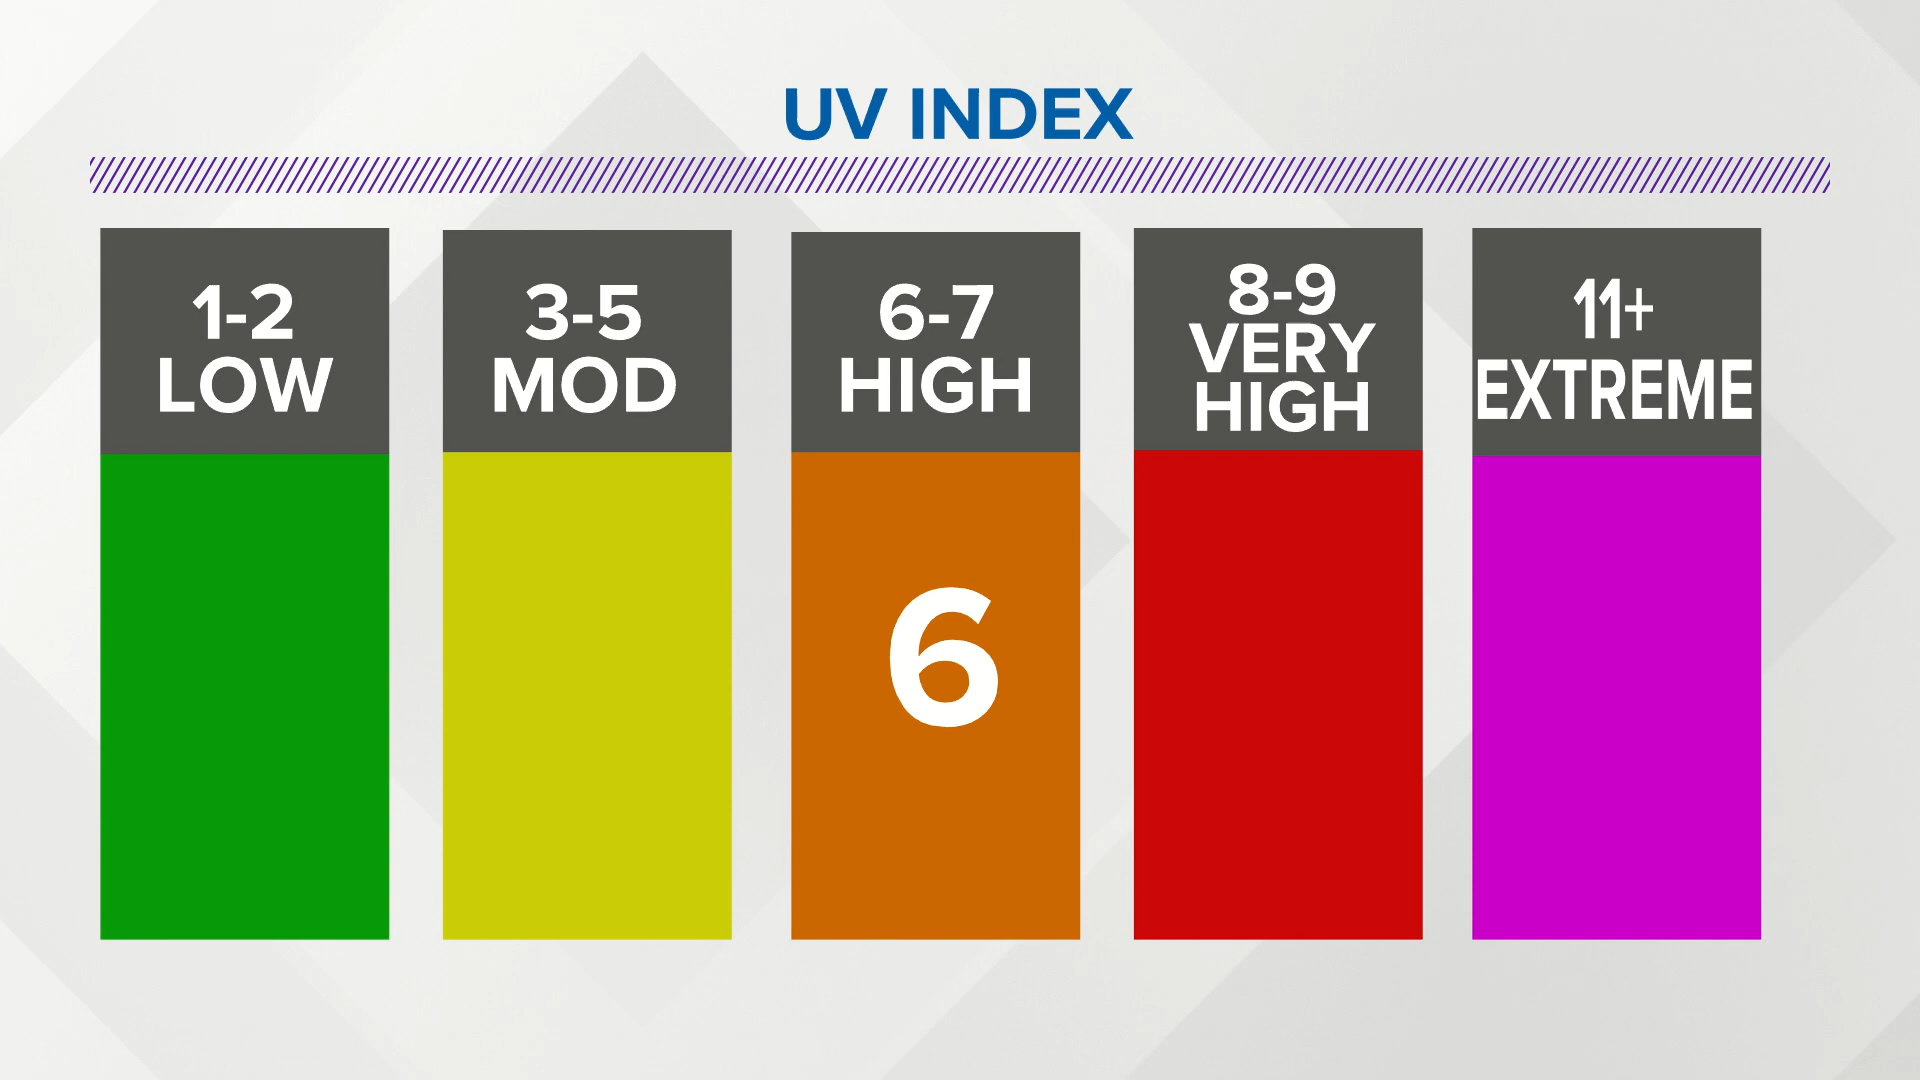 UV INDEX
1-2
LOW
3-5
MOD
6-7
HIGH
8-9
VERY
HIGH
11+
EXTREME
6